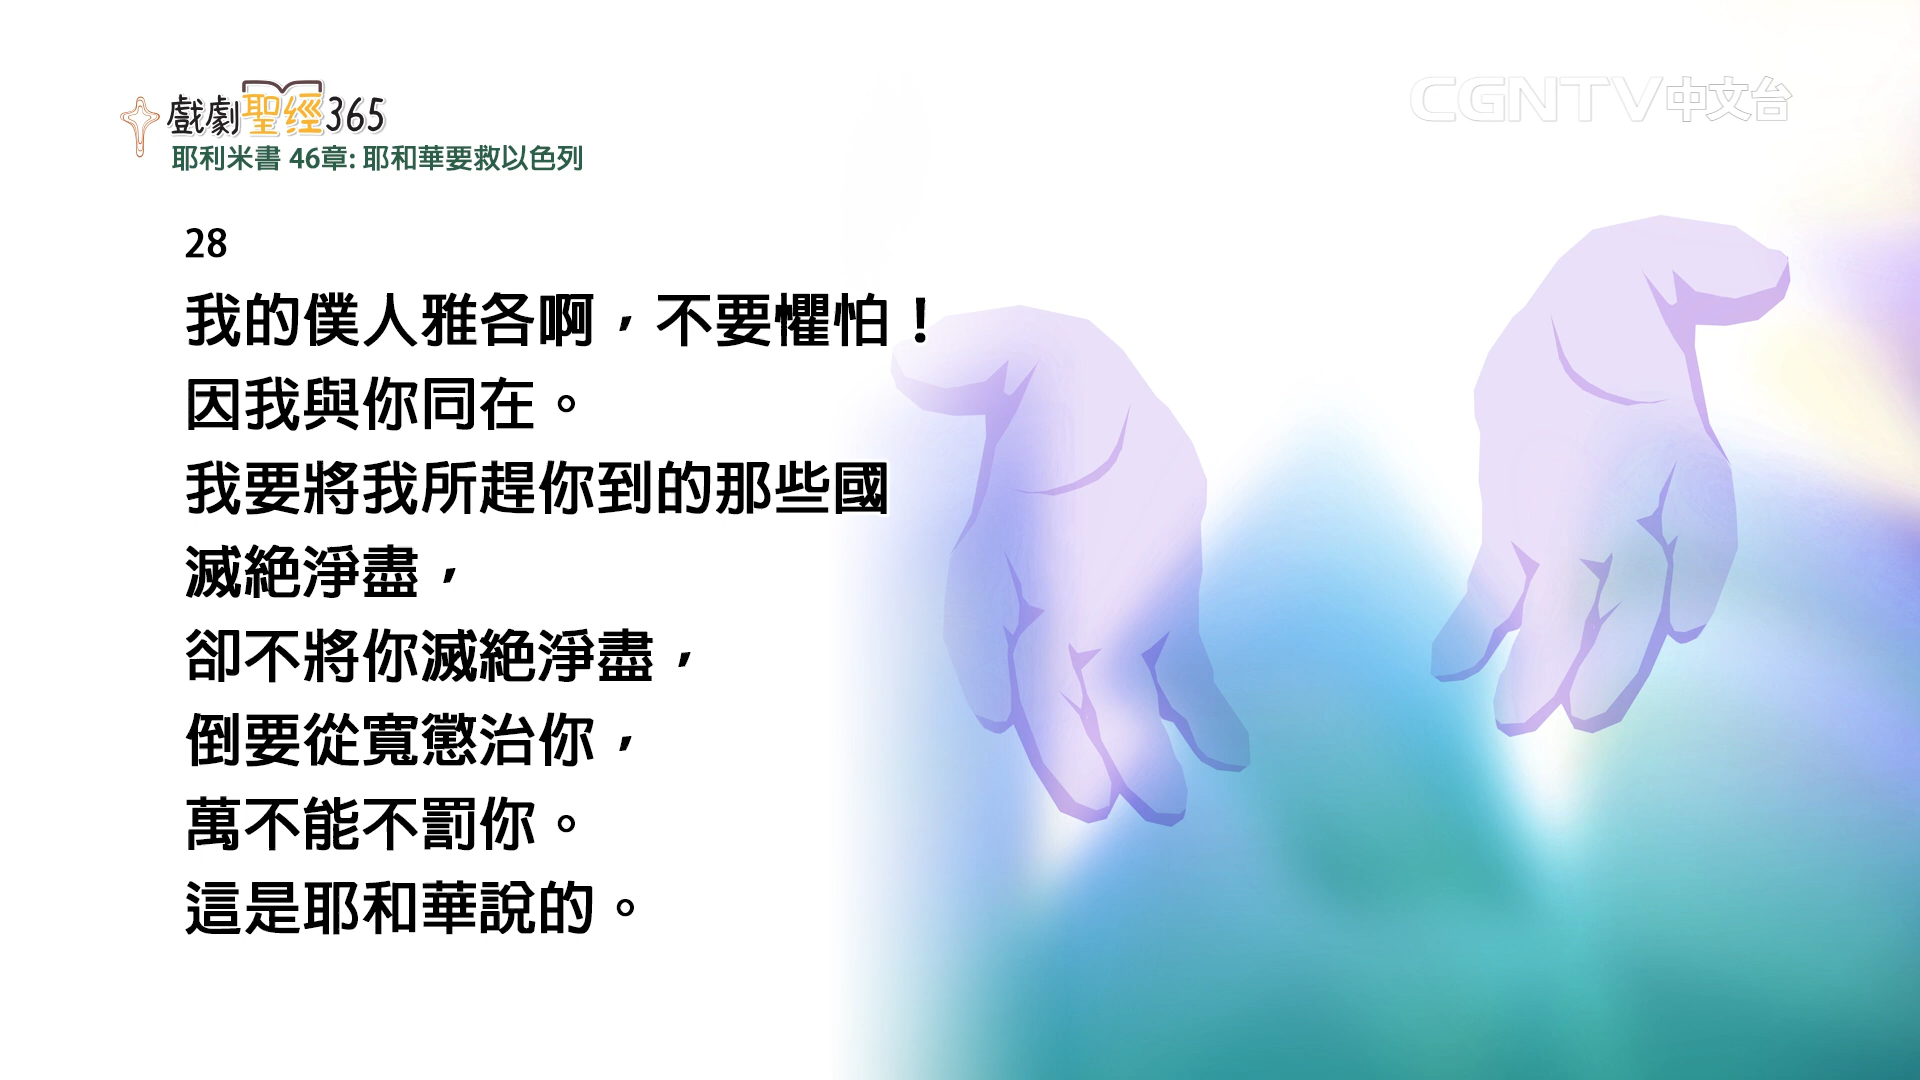 CGNTV中文台
戲劇聖經365
耶利米書 46章: 耶和華要救以色列
28
我的僕人雅各啊，不要懼怕！
因我與你同在。
我要將我所趕你到的那些國
滅絕淨盡，
卻不將你滅絕淨盡，
倒要從寬懲治你，
萬不能不罰你。
這是耶和華說的。